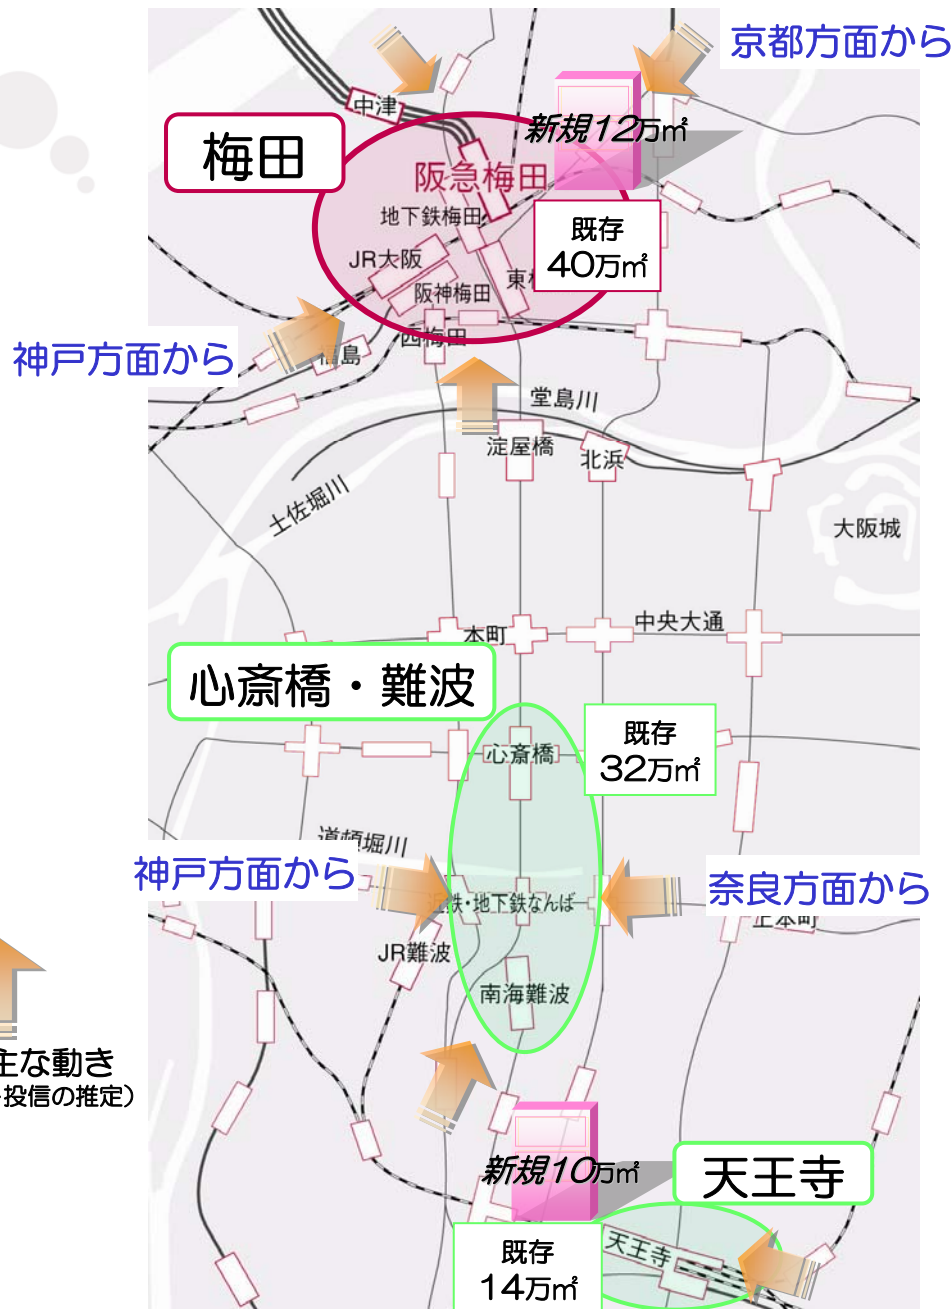 京都方面から
中津
新規12万㎡
梅田
阪急梅田
地下鉄梅田
既存
40万㎡
JR大阪
阪神梅田
西梅田
神戸方面から
堂島川
淀屋橋
北浜
土佐堀川
大阪城
中央大通
本町
心斎橋・難波
既存
32万㎡
心斎橋
道頓堀川
神戸方面から
奈良方面から
近鉄・地下鉄なんば
上本町
JR難波
南海難波
主な動き
投信の推定）
新規10万㎡
天王寺
天王寺
既存
14万㎡